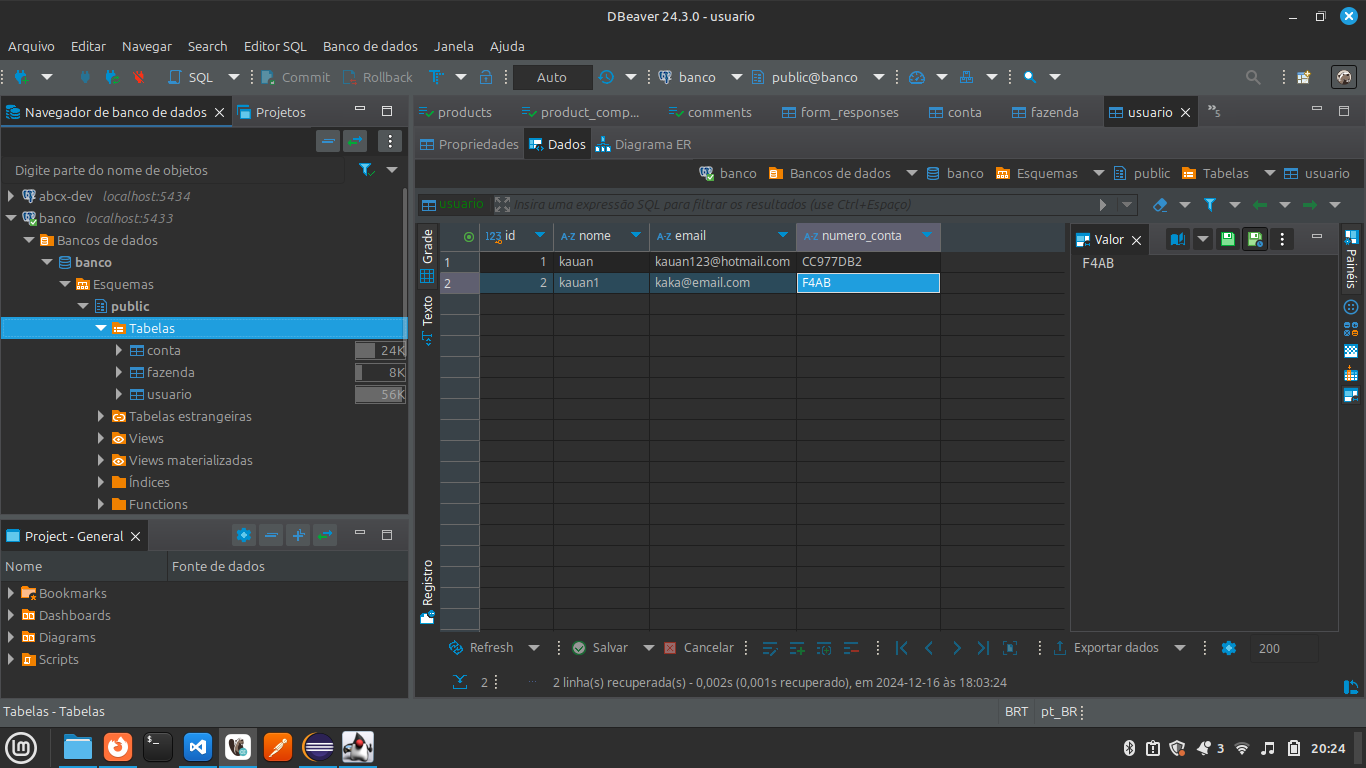 DBeaver 24.3.0 - usuario
Arquivo Editar Navegar Search Editor SQL Banco de dados Janela Ajuda
SQL Commit Rollback Auto banco public@banco
Navegador de banco de dados Projetos
products product_comp... comments form_responses conta fazenda usuario »s
Propriedades Dados Diagrama ER
Digite parte do nome de objetos
banco Bancos de dados banco Esquemas public Tabelas usuario
abcx-dev localhost:5434
banco localhost:5433
Bancos de dados
banco
Esquemas
public
Tabelas
conta 24K
fazenda 8K
usuario 56K
Tabelas estrangeiras
Views
Views materializadas
Índices
Functions
usuario Insira uma expressão SQL para filtrar os resultados (use Ctrl+Espaço)
Grade
Texto
Registro
123 id A-Z nome A-Z email A-Z numero_conta
1 1 kauan kauan123@hotmail.com CC977DB2
2 2 kauan1 kaka@email.com F4AB
Valor
F4AB
Painéis
Project - General
Nome Fonte de dados
Bookmarks
Dashboards
Diagrams
Scripts
Refresh Salvar Cancelar Exportar dados 200
2 2 linha(s) recuperada(s) - 0,002s (0,001s recuperado), em 2024-12-16 às 18:03:24
Tabelas - Tabelas BRT pt_BR
3 20:24